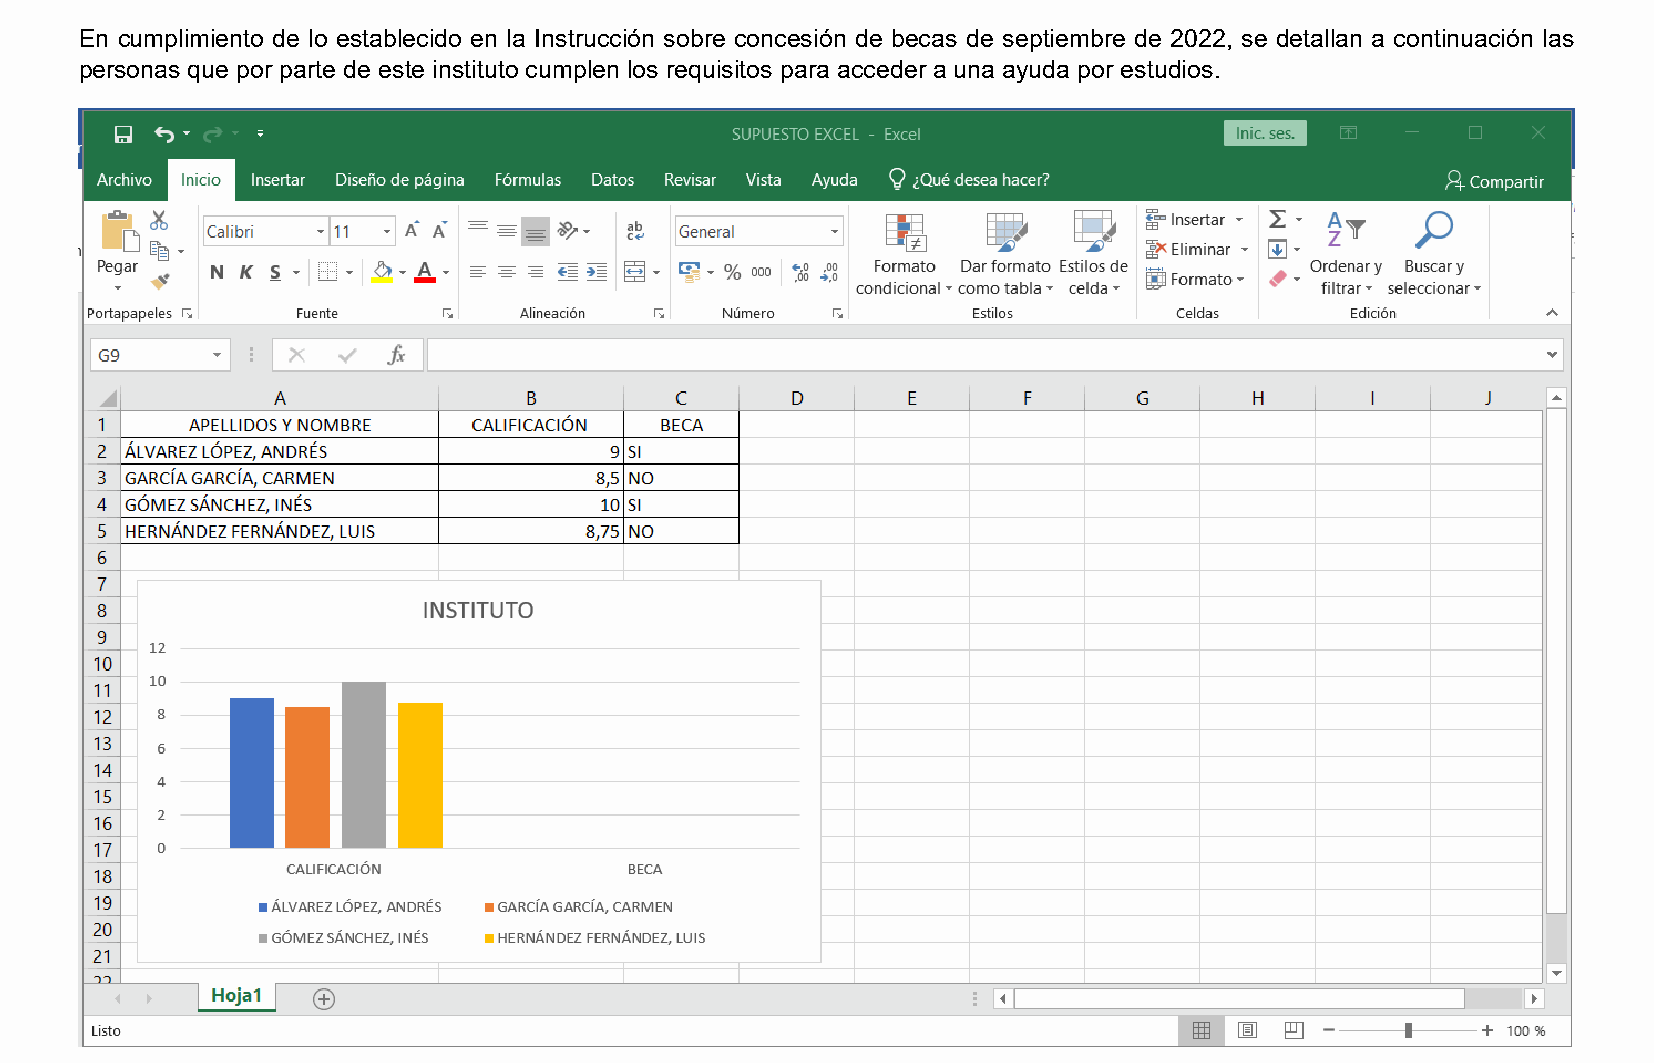 En cumplimiento de lo establecido en la Instrucción sobre concesión de becas de septiembre de 2022, se detallan a continuación las
personas que por parte de este instituto cumplen los requisitos para acceder a una ayuda por estudios.
SUPUESTO EXCEL - Excel
Inic. ses.
Archivo Inicio Insertar Diseño de página Fórmulas Datos Revisar Vista Ayuda ¿Qué desea hacer? Compartir
Pegar
Calibri 11
N K S
General
% 000
Formato condicional
Dar formato como tabla
Estilos de celda
Insertar
Eliminar
Formato
Ordenar y filtrar
Buscar y seleccionar
Portapapeles Fuente Alineación Número Estilos Celdas Edición
G9 fx
A B C D E F G H I J
1 APELLIDOS Y NOMBRE CALIFICACIÓN BECA
2 ÁLVAREZ LÓPEZ, ANDRÉS 9 SI
3 GARCÍA GARCÍA, CARMEN 8,5 NO
4 GÓMEZ SÁNCHEZ, INÉS 10 SI
5 HERNÁNDEZ FERNÁNDEZ, LUIS 8,75 NO
6
7
8
9
10
11
12
13
14
15
16
17
18
19
20
21
22
INSTITUTO
12
10
8
6
4
2
0
CALIFICACIÓN BECA
ÁLVAREZ LÓPEZ, ANDRÉS GARCÍA GARCÍA, CARMEN
GÓMEZ SÁNCHEZ, INÉS HERNÁNDEZ FERNÁNDEZ, LUIS
Hoja1
Listo 100 %